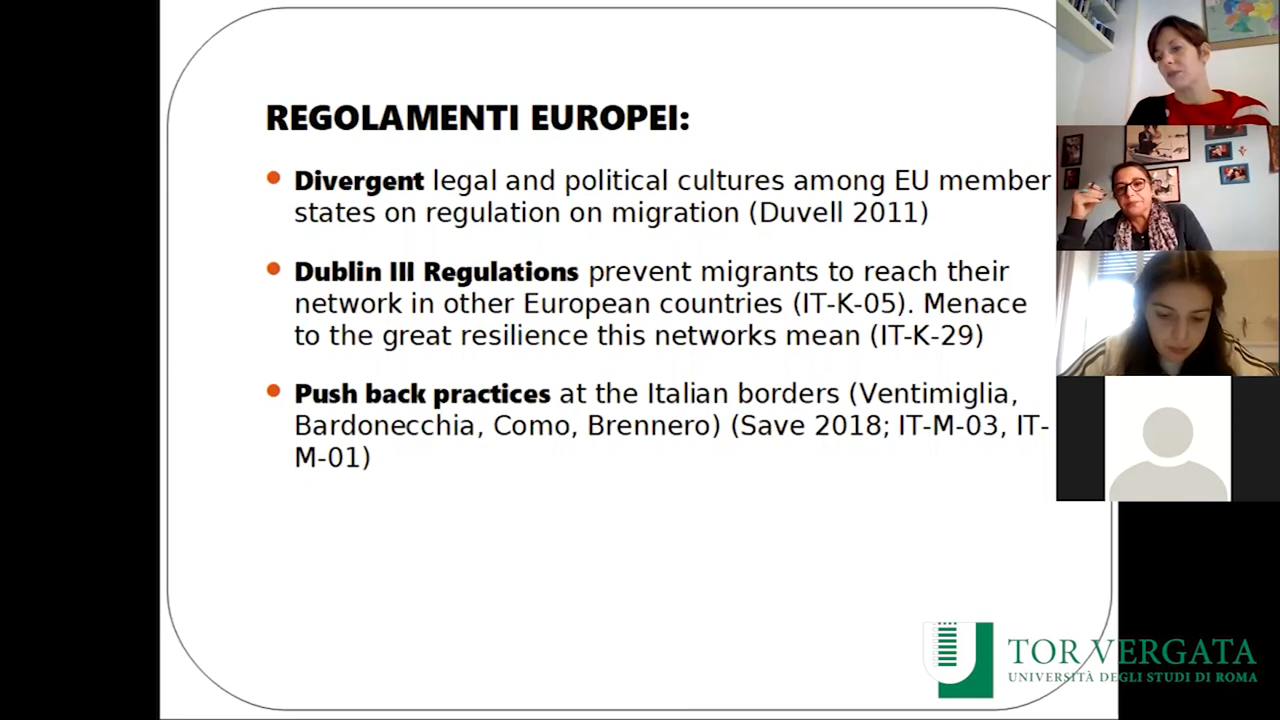 REGOLAMENTI EUROPEI:
Divergent legal and political cultures among EU member
states on regulation on migration (Duvell 2011)
Dublin III Regulations prevent migrants to reach their
network in other European countries (IT-K-05). Menace
to the great resilience this networks mean (IT-K-29)
Push back practices at the Italian borders (Ventimiglia,
Bardonecchia, Como, Brennero) (Save 2018; IT-M-03, IT-
M-01)
TOR VERGATA
UNIVERSITÀ DEGLI STUDI DI ROMA